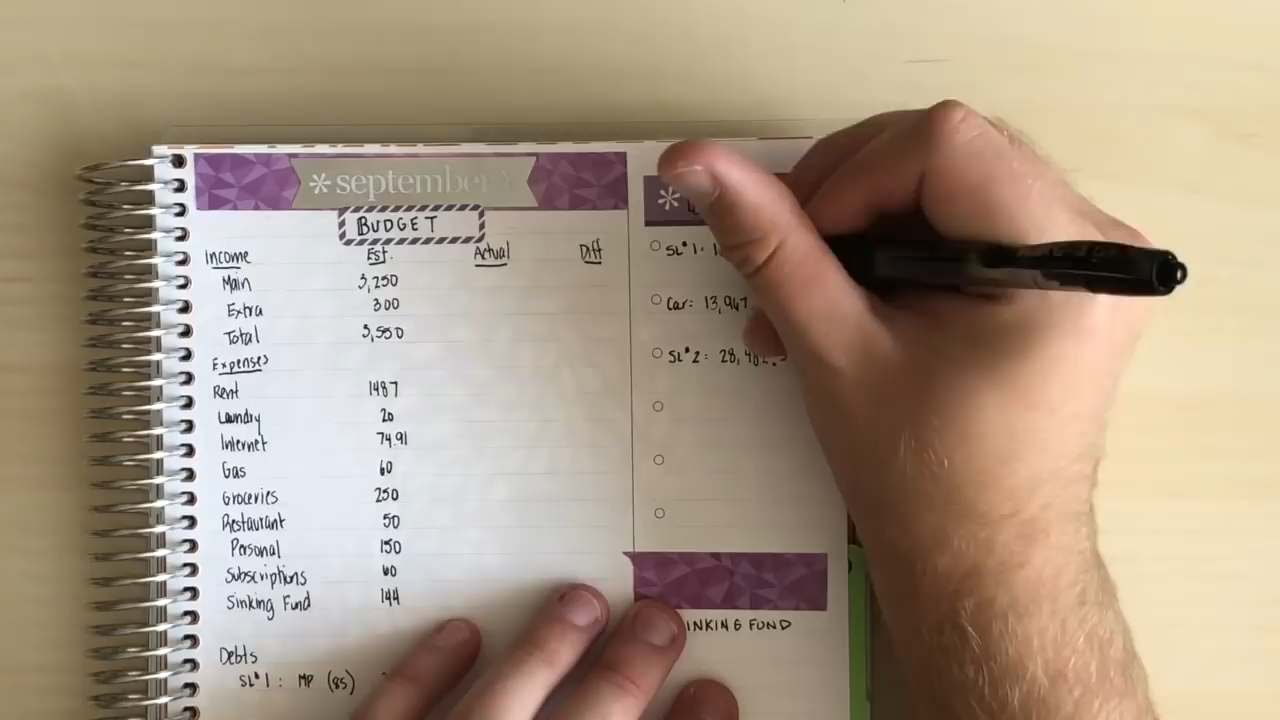 *september
BUDGET
Income Est. Actual Diff
Main 3,250
Extra 300
Total 3,550
Expenses
Rent 1487
Laundry 20
Internet 74.91
Gas 60
Groceries 250
Restaurant 50
Personal 150
Subscriptions 60
Sinking Fund 144
Debts
SL#1: MP (85)
*
SL#1:
Car: 13,967
SL#2: 28,482
INKING FUND